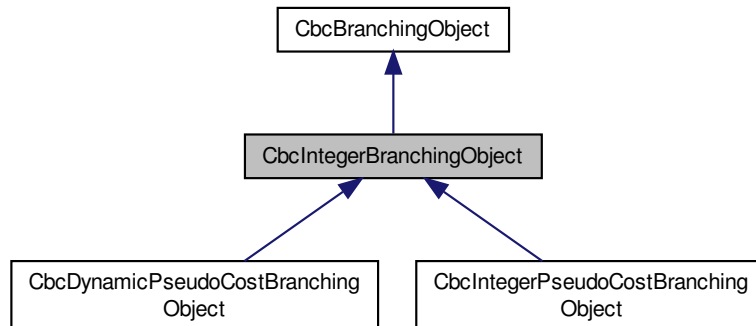 CbcBranchingObject
CbcIntegerBranchingObject
CbcDynamicPseudoCostBranching
Object
CbcIntegerPseudoCostBranching
Object